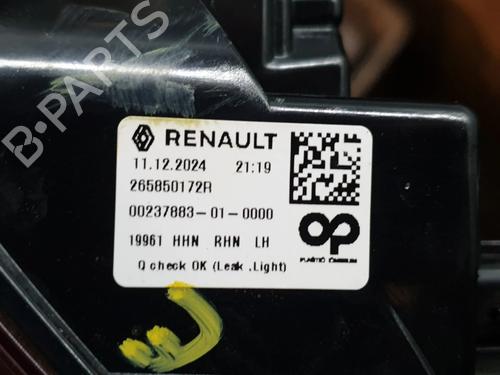 B-PARTS
RENAULT
11.12.2024 21:19
265850172R
00237883-01-0000
19961 HHN RHN LH
PLASTIC OMNIUM
Q check OK (Leak .Light)